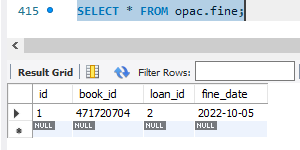 415 SELECT * FROM opac.fine;
Result Grid Filter Rows:
id book_id loan_id fine_date
1 471720704 2 2022-10-05
NULL NULL NULL NULL